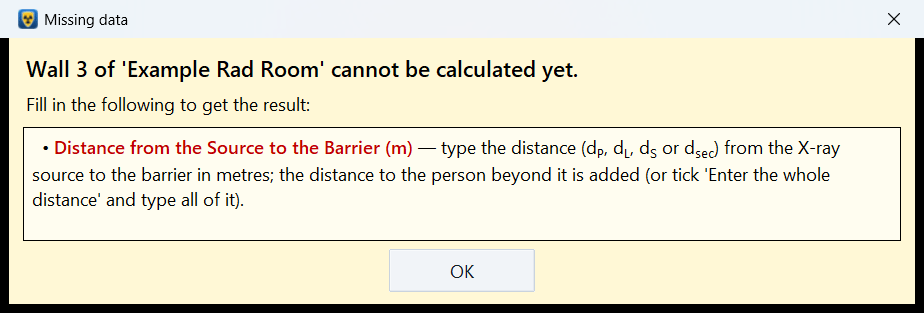 Missing data
Wall 3 of 'Example Rad Room' cannot be calculated yet.
Fill in the following to get the result:
• Distance from the Source to the Barrier (m) — type the distance (dP, dL, dS or dsec) from the X-ray
source to the barrier in metres; the distance to the person beyond it is added (or tick 'Enter the whole
distance' and type all of it).
OK